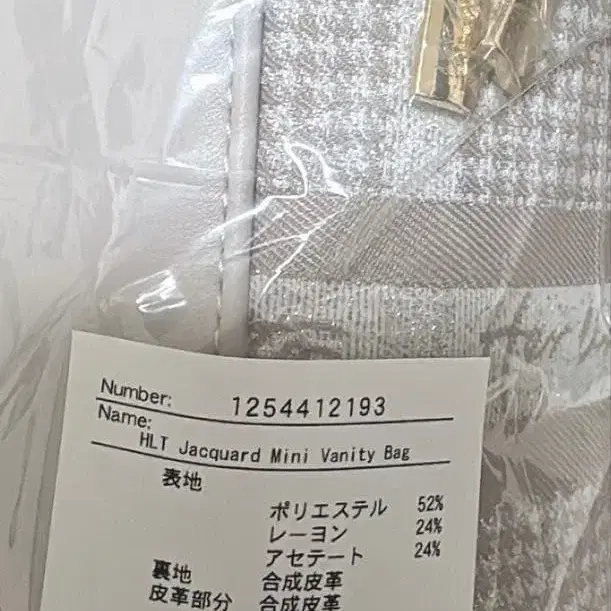 Number: 1254412193
Name:
HLT Jacquard Mini Vanity Bag
表地
ポリエステル 52%
レーヨン 24%
アセテート 24%
裏地 合成皮革
皮革部分 合成皮革